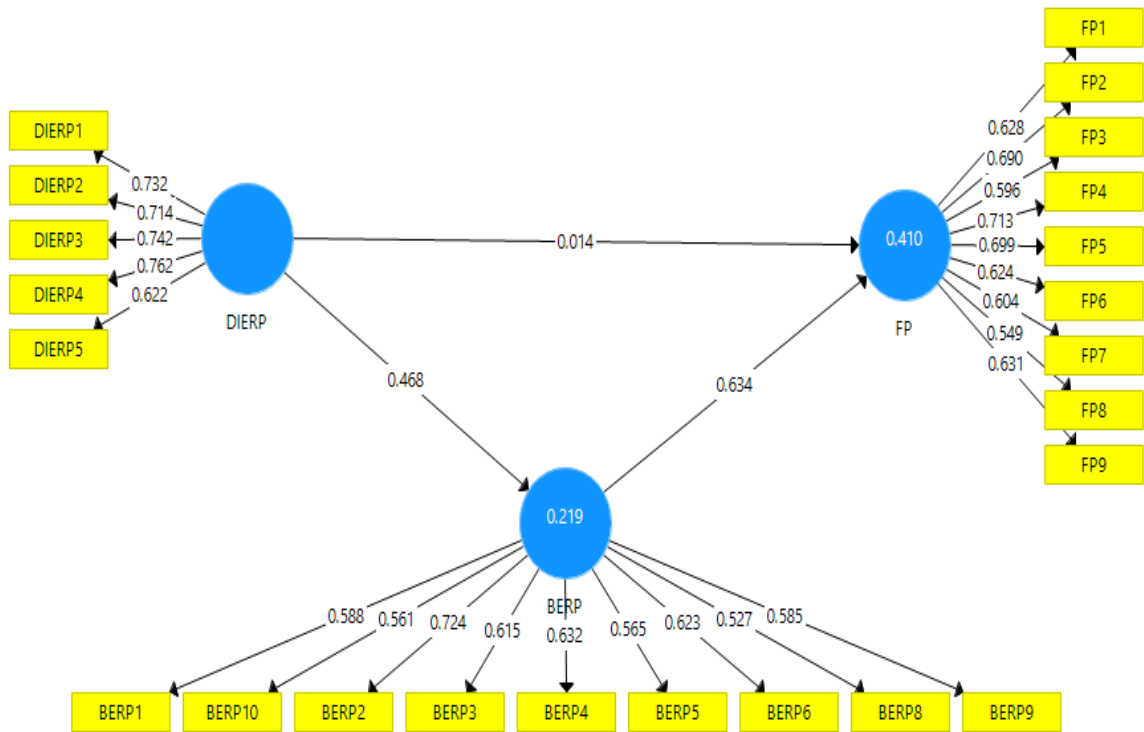 DIERP1
DIERP2
DIERP3
DIERP4
DIERP5
0.732
0.714
0.742
0.762
0.622
DIERP
0.014
0.468
0.634
0.410
FP
0.628
0.690
0.596
0.713
0.699
0.624
0.604
0.549
0.631
FP1
FP2
FP3
FP4
FP5
FP6
FP7
FP8
FP9
0.219
BERP
0.588
0.561
0.724
0.615
0.632
0.565
0.623
0.527
0.585
BERP1
BERP10
BERP2
BERP3
BERP4
BERP5
BERP6
BERP8
BERP9